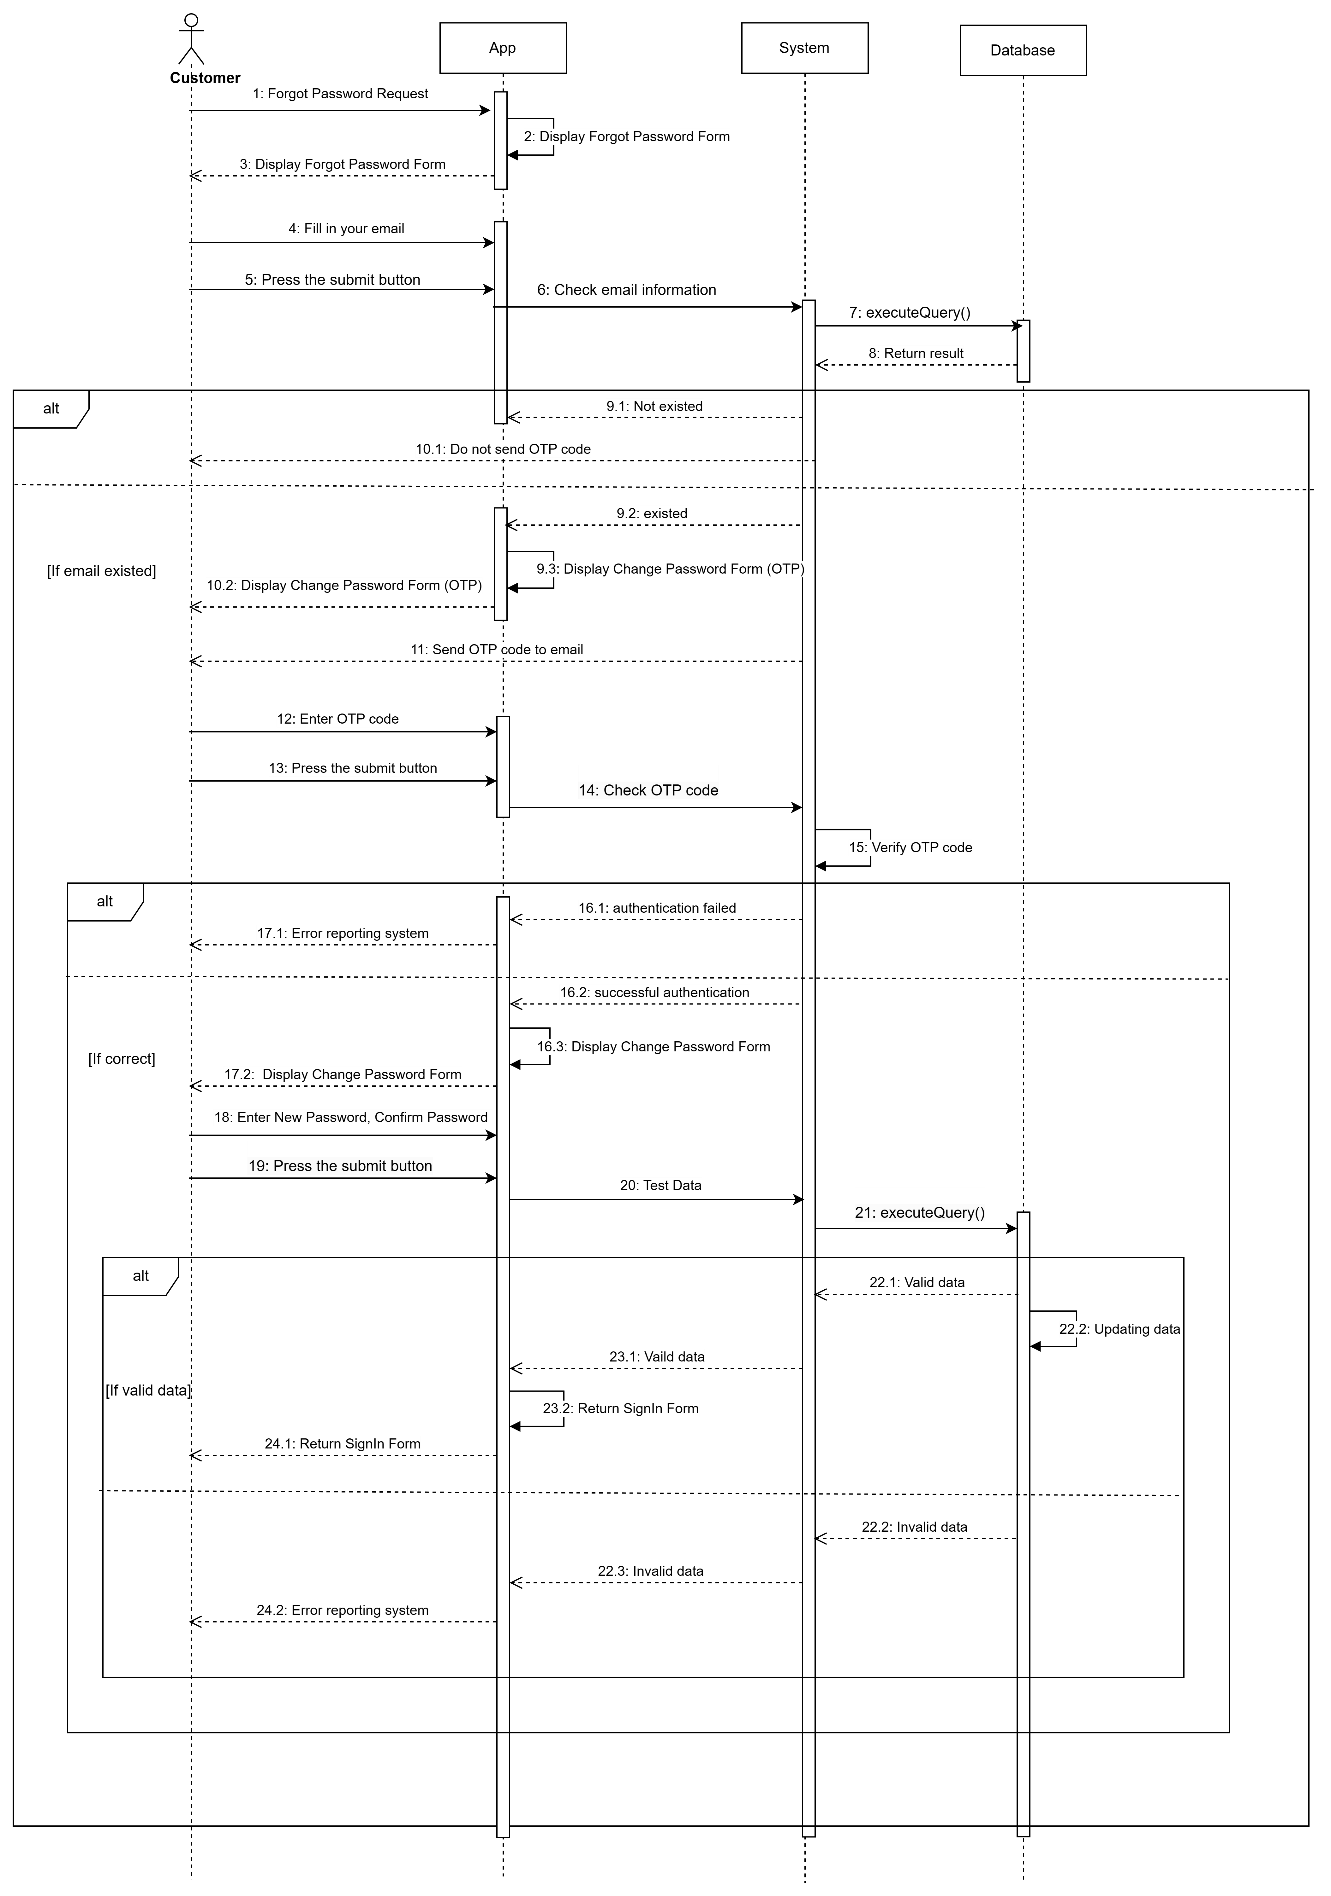 Customer
App
System
Database
1: Forgot Password Request
2: Display Forgot Password Form
3: Display Forgot Password Form
4: Fill in your email
5: Press the submit button
6: Check email information
7: executeQuery()
8: Return result
alt
9.1: Not existed
10.1: Do not send OTP code
9.2: existed
[If email existed]
9.3: Display Change Password Form (OTP)
10.2: Display Change Password Form (OTP)
11: Send OTP code to email
12: Enter OTP code
13: Press the submit button
14: Check OTP code
15: Verify OTP code
alt
16.1: authentication failed
17.1: Error reporting system
16.2: successful authentication
16.3: Display Change Password Form
[If correct]
17.2: Display Change Password Form
18: Enter New Password, Confirm Password
19: Press the submit button
20: Test Data
21: executeQuery()
alt
22.1: Valid data
22.2: Updating data
23.1: Vaild data
[If valid data]
23.2: Return SignIn Form
24.1: Return SignIn Form
22.2: Invalid data
22.3: Invalid data
24.2: Error reporting system